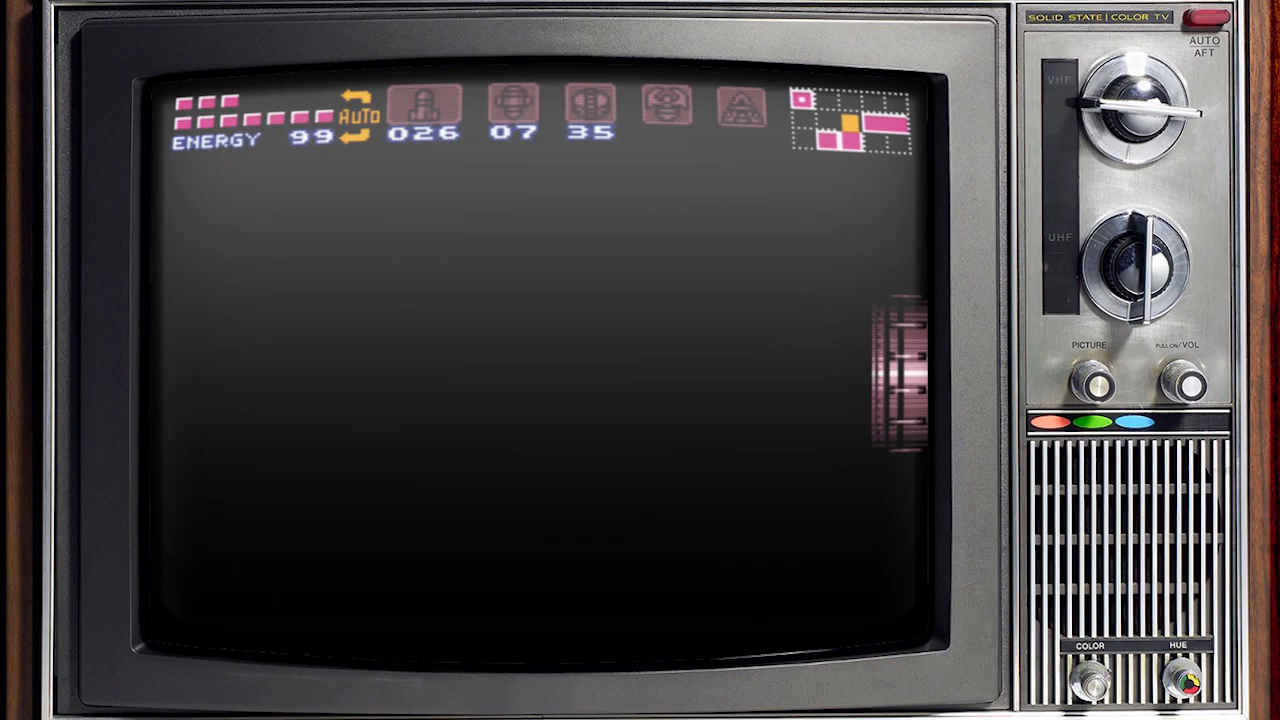 SOLID STATE | COLOR TV
AUTO
AFT
AUTO
ENERGY 99
026 07 35
VHF
UHF
PICTURE
PULL ON/VOL
COLOR
HUE